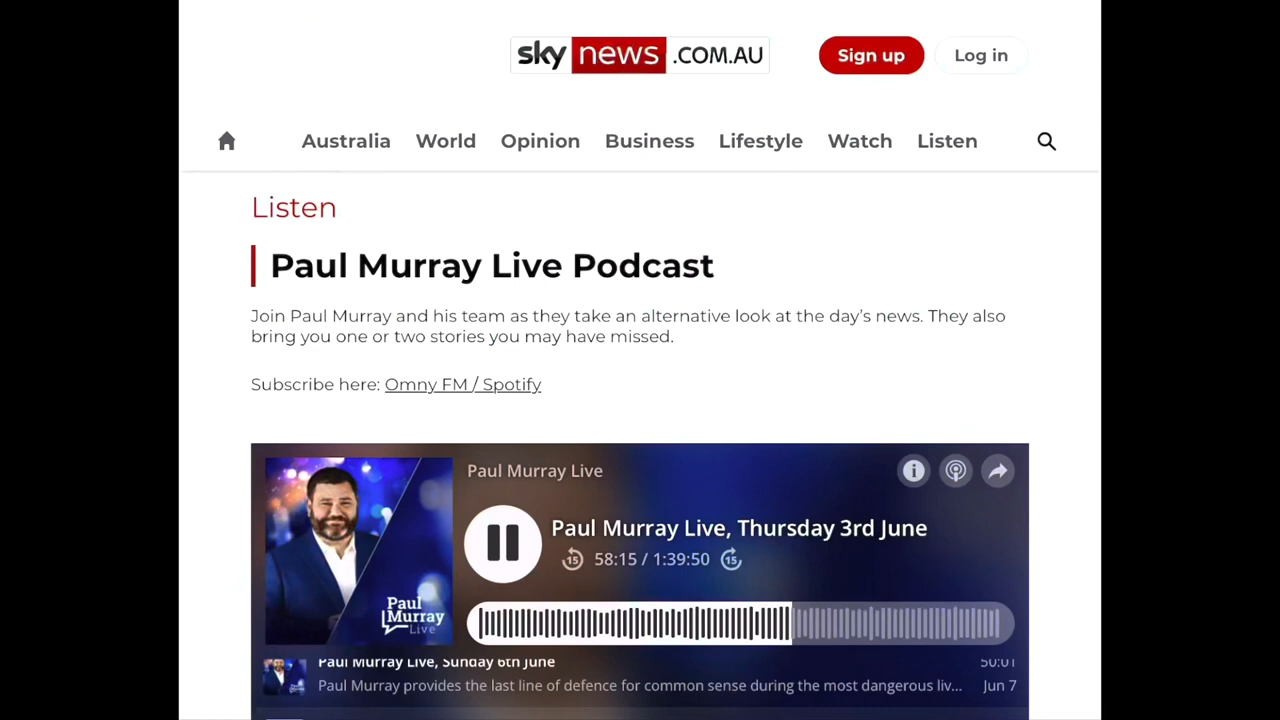 sky news .COM.AU
Sign up
Log in
Australia World Opinion Business Lifestyle Watch Listen
Listen
Paul Murray Live Podcast
Join Paul Murray and his team as they take an alternative look at the day’s news. They also
bring you one or two stories you may have missed.
Subscribe here: Omny FM / Spotify
Paul Murray Live
Paul Murray Live, Thursday 3rd June
15 58:15 / 1:39:50 15
Paul
Murray
Live
Paul Murray Live, Sunday 6th June 50:01
Paul Murray provides the last line of defence for common sense during the most dangerous liv... Jun 7